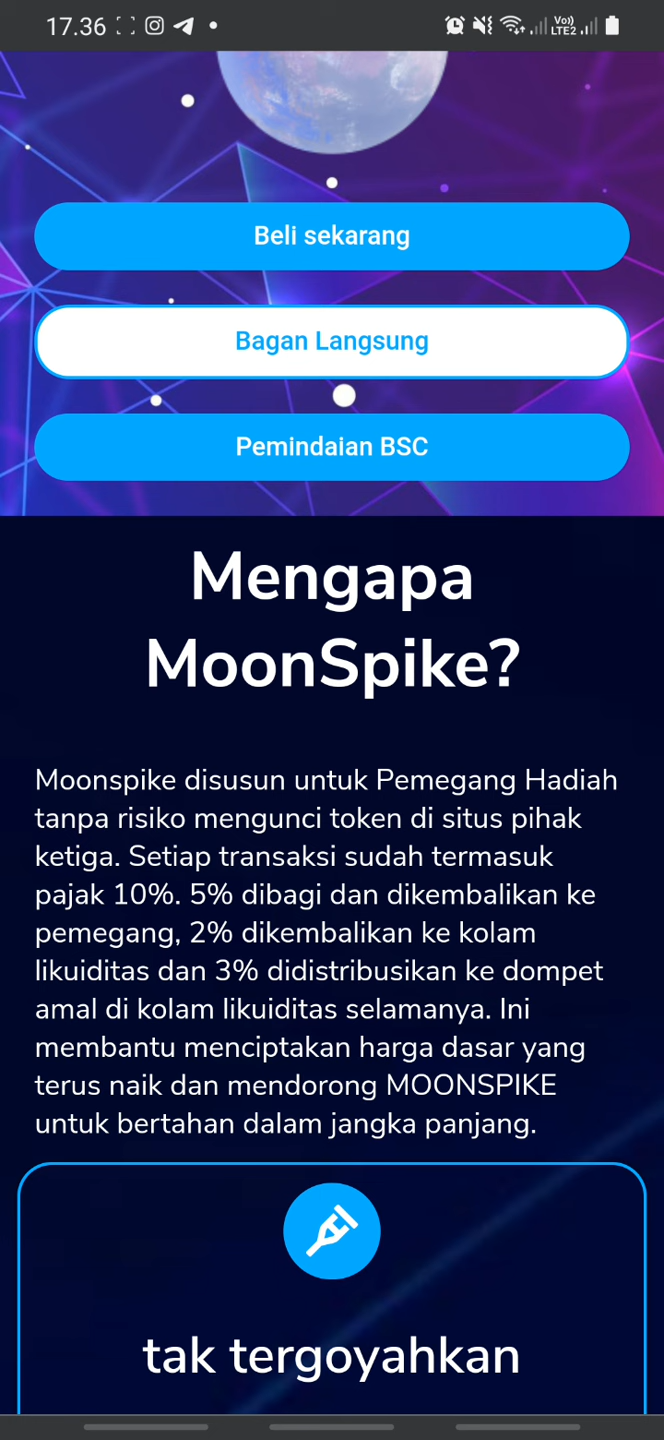 17.36
Vo))
LTE2
Beli sekarang
Bagan Langsung
Pemindaian BSC
Mengapa
MoonSpike?
Moonspike disusun untuk Pemegang Hadiah
tanpa risiko mengunci token di situs pihak
ketiga. Setiap transaksi sudah termasuk
pajak 10%. 5% dibagi dan dikembalikan ke
pemegang, 2% dikembalikan ke kolam
likuiditas dan 3% didistribusikan ke dompet
amal di kolam likuiditas selamanya. Ini
membantu menciptakan harga dasar yang
terus naik dan mendorong MOONSPIKE
untuk bertahan dalam jangka panjang.
tak tergoyahkan